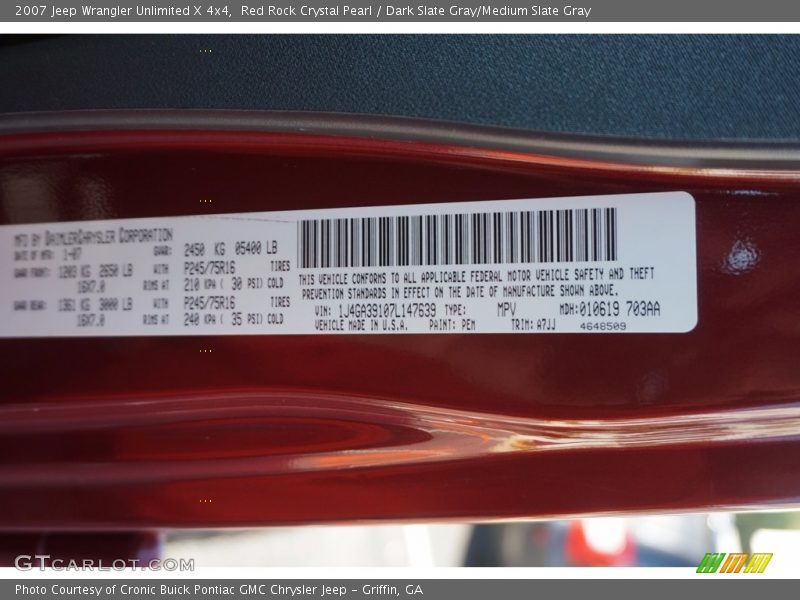 2007 Jeep Wrangler Unlimited X 4x4,  Red Rock Crystal Pearl / Dark Slate Gray/Medium Slate Gray
MFD BY DAIMLERCHRYSLER CORPORATION
DATE OF MFR: 1-07 GVWR: 2450 KG 05400 LB
GAWR FRONT: 1203 KG 2650 LB WITH P245/75R16 TIRES
16X7.0 RIMS AT 210 KPA ( 30 PSI) COLD
GAWR REAR: 1361 KG 3000 LB WITH P245/75R16 TIRES
16X7.0 RIMS AT 240 KPA ( 35 PSI) COLD
THIS VEHICLE CONFORMS TO ALL APPLICABLE FEDERAL MOTOR VEHICLE SAFETY AND THEFT
PREVENTION STANDARDS IN EFFECT ON THE DATE OF MANUFACTURE SHOWN ABOVE.
VIN: 1J4GA39107L147639 TYPE: MPV MDH:010619 703AA
VEHICLE MADE IN U.S.A. PAINT: PEM TRIM: A7JJ 4648509
GTCarLot.com
Photo Courtesy of Cronic Buick Pontiac GMC Chrysler Jeep - Griffin, GA